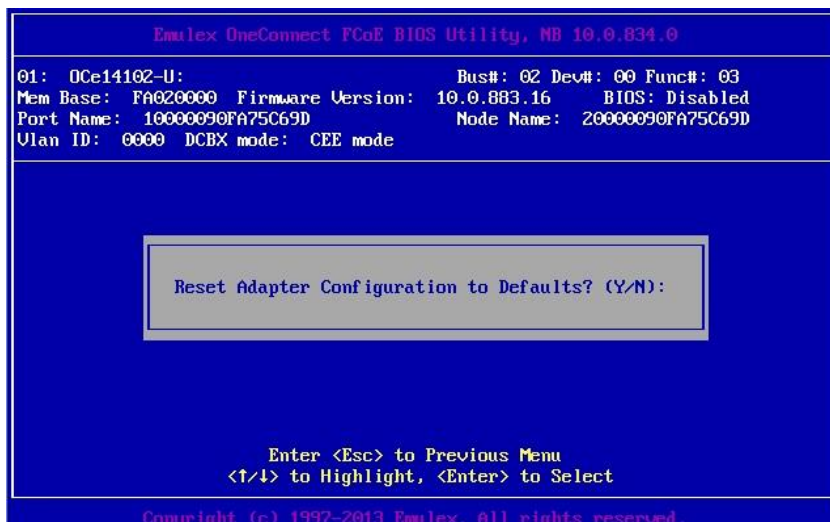 Emulex OneConnect FCoE BIOS Utility, NB 10.0.834.0
01: OCe14102-U: Bus#: 02 Dev#: 00 Func#: 03
Mem Base: FA020000 Firmware Version: 10.0.883.16 BIOS: Disabled
Port Name: 10000090FA75C69D Node Name: 20000090FA75C69D
Vlan ID: 0000 DCBX mode: CEE mode
Reset Adapter Configuration to Defaults? (Y/N):
Enter <Esc> to Previous Menu
<↑/↓> to Highlight, <Enter> to Select
Copyright (c) 1997-2013 Emulex. All rights reserved.